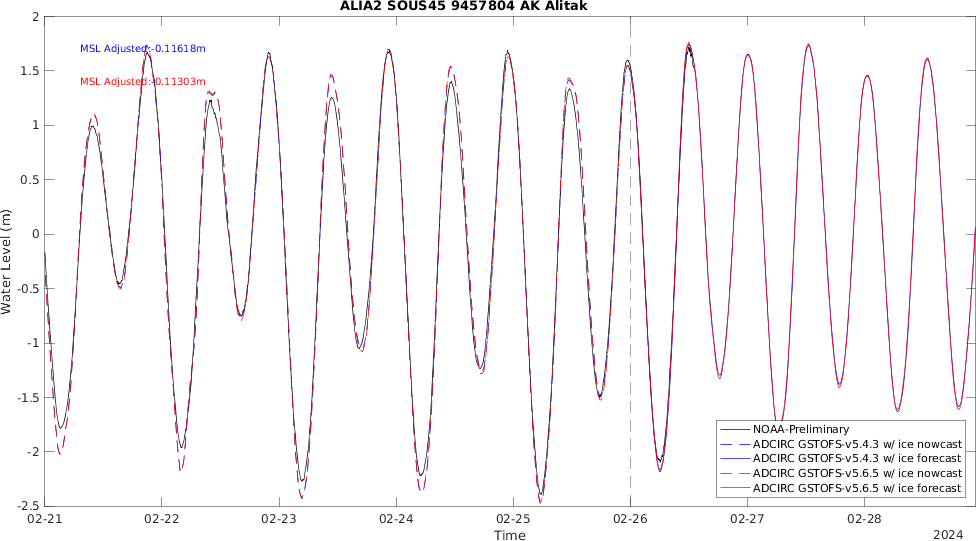 ALIA2 SOUS45 9457804 AK Alitak
MSL Adjusted:-0.11618m
MSL Adjusted:-0.11303m
Water Level (m)
2
1.5
1
0.5
0
-0.5
-1
-1.5
-2
-2.5
NOAA-Preliminary
ADCIRC GSTOFS-v5.4.3 w/ ice nowcast
ADCIRC GSTOFS-v5.4.3 w/ ice forecast
ADCIRC GSTOFS-v5.6.5 w/ ice nowcast
ADCIRC GSTOFS-v5.6.5 w/ ice forecast
02-21 02-22 02-23 02-24 02-25 02-26 02-27 02-28
Time
2024